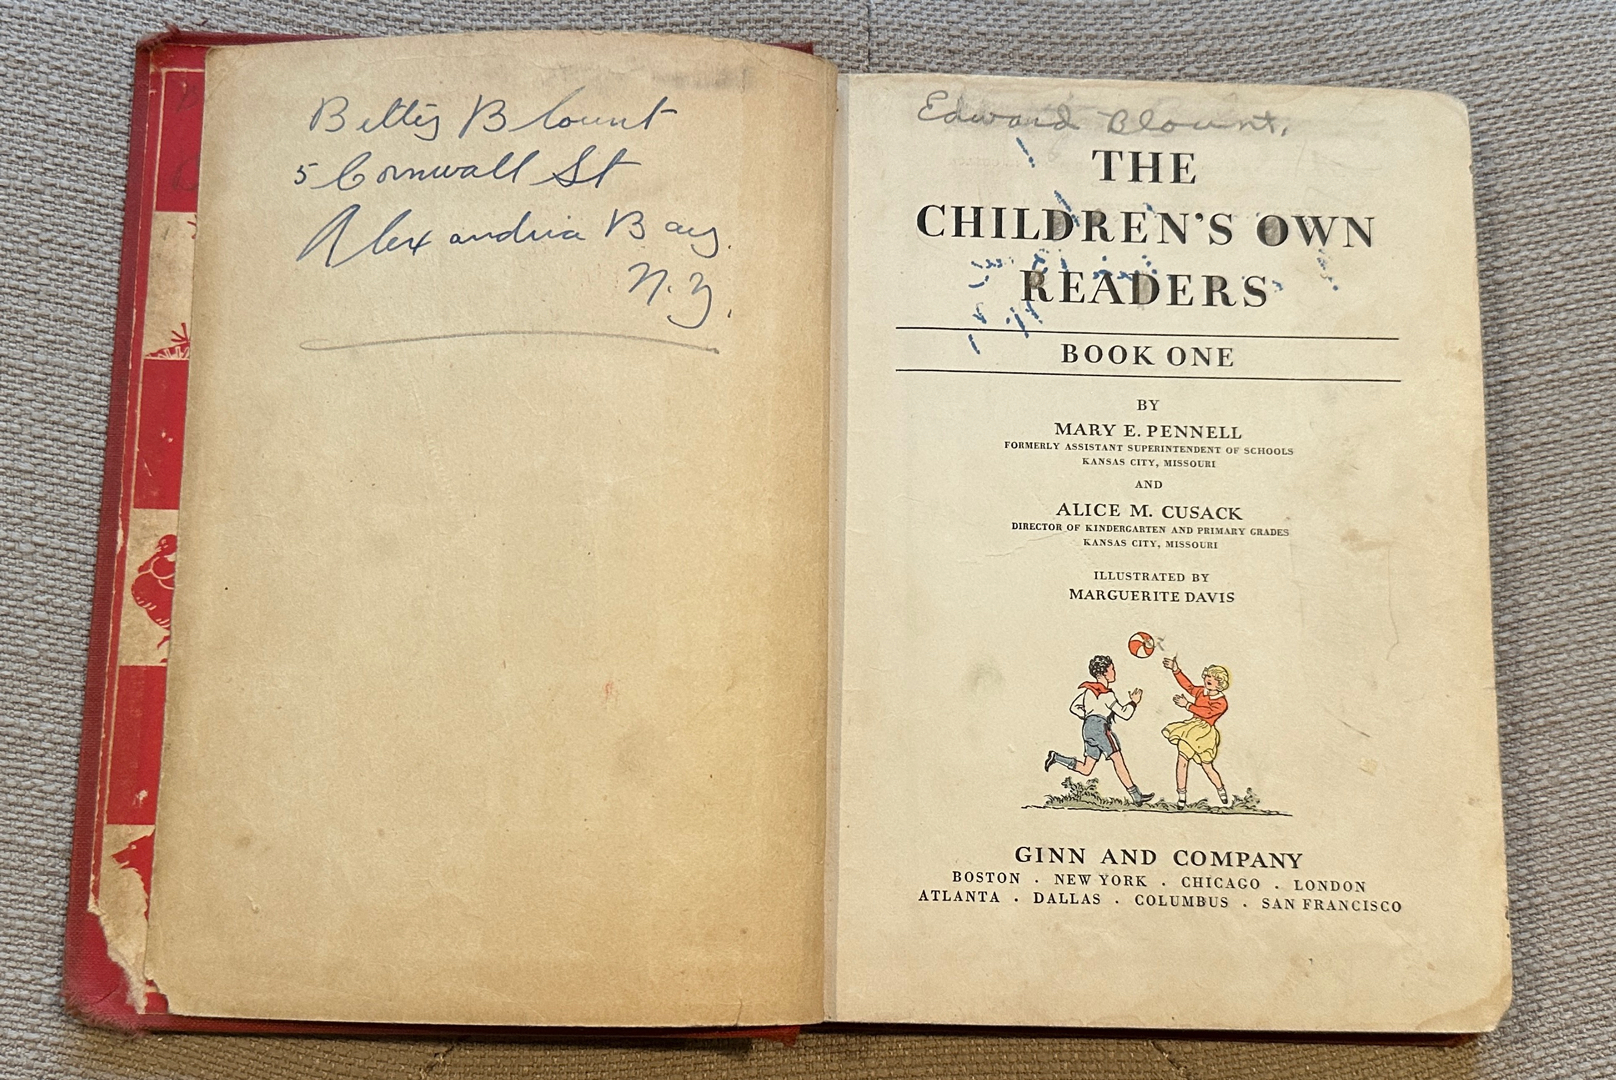 Betty Blount
5 Cornwall St
Alexandria Bay.
N.Y.
Edward Blount.
THE
CHILDREN'S OWN
READERS
BOOK ONE
BY
MARY E. PENNELL
FORMERLY ASSISTANT SUPERINTENDENT OF SCHOOLS
KANSAS CITY, MISSOURI
AND
ALICE M. CUSACK
DIRECTOR OF KINDERGARTEN AND PRIMARY GRADES
KANSAS CITY, MISSOURI
ILLUSTRATED BY
MARGUERITE DAVIS
GINN AND COMPANY
BOSTON · NEW YORK · CHICAGO · LONDON
ATLANTA · DALLAS · COLUMBUS · SAN FRANCISCO